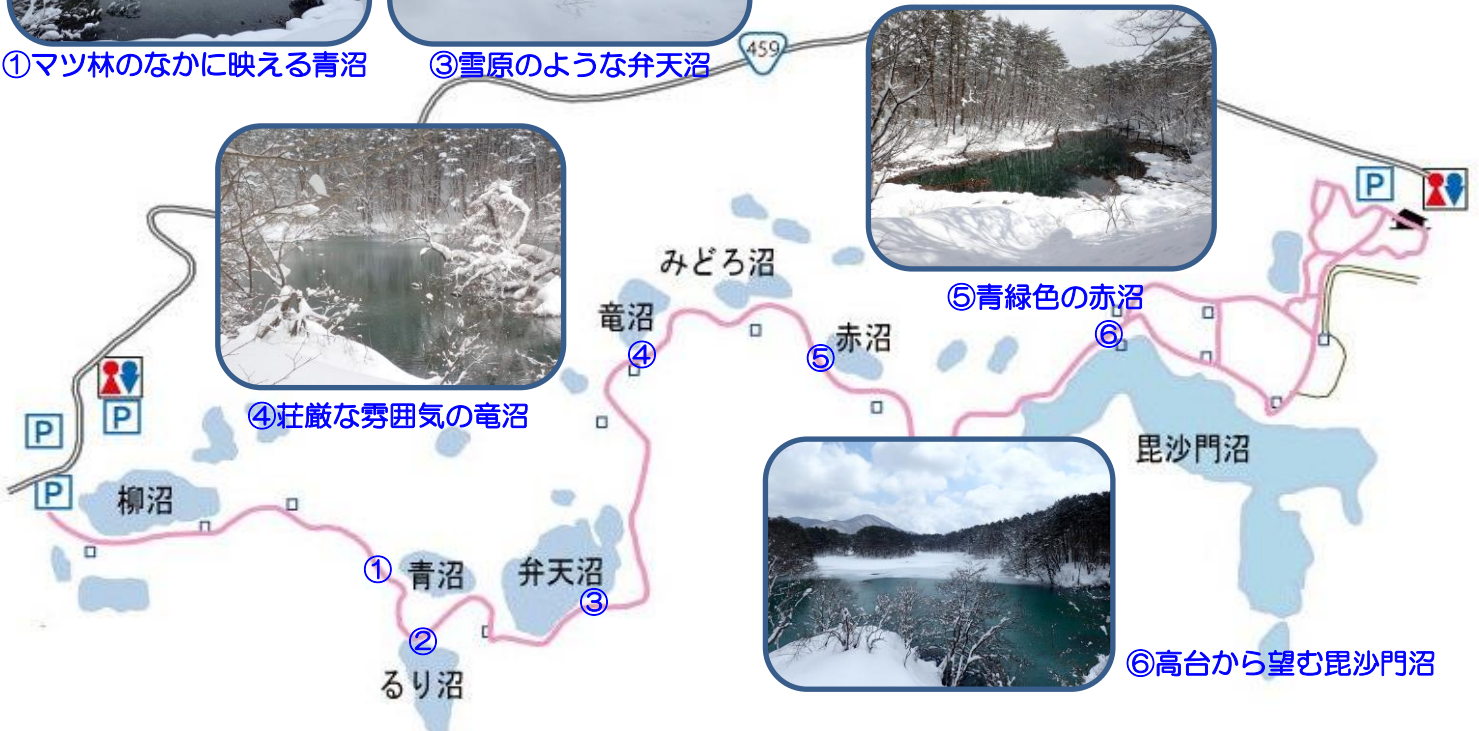 ①マツ林のなかに映える青沼
③雪原のような弁天沼
459
P
みどろ沼
⑤青緑色の赤沼
竜沼
④
⑤
赤沼
⑥
④荘厳な雰囲気の竜沼
P
P
P
柳沼
毘沙門沼
①
青沼
弁天沼
③
②
るり沼
⑥高台から望む毘沙門沼